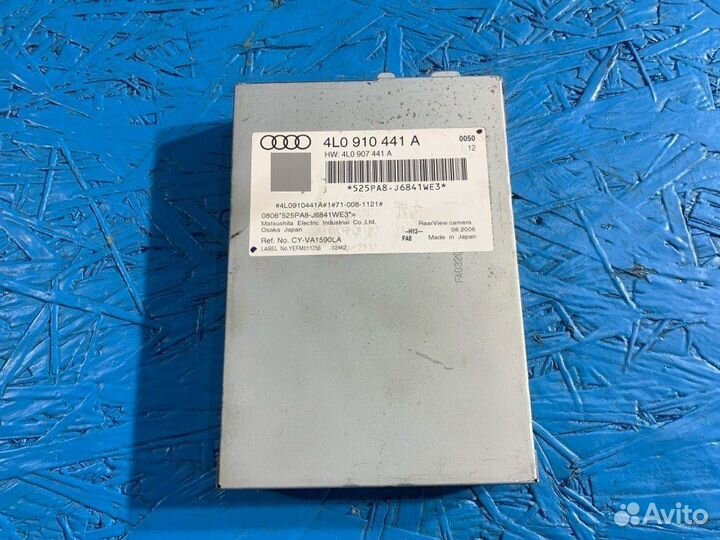 4L0 910 441 A
HW: 4L0 907 441 A
0050
12
*525PA8-J6841WE3*
#4L0910441A#1#71-008-1121#
0806*525PA8-J6841WE3*=
Matsushita Electric Industrial Co.,Ltd.
Osaka Japan
RearView camera
08.2006
Ref. No. CY-VA1590LA
--H12--
PA8
Made in Japan
LABEL No.YEFM011756 02462
Avito